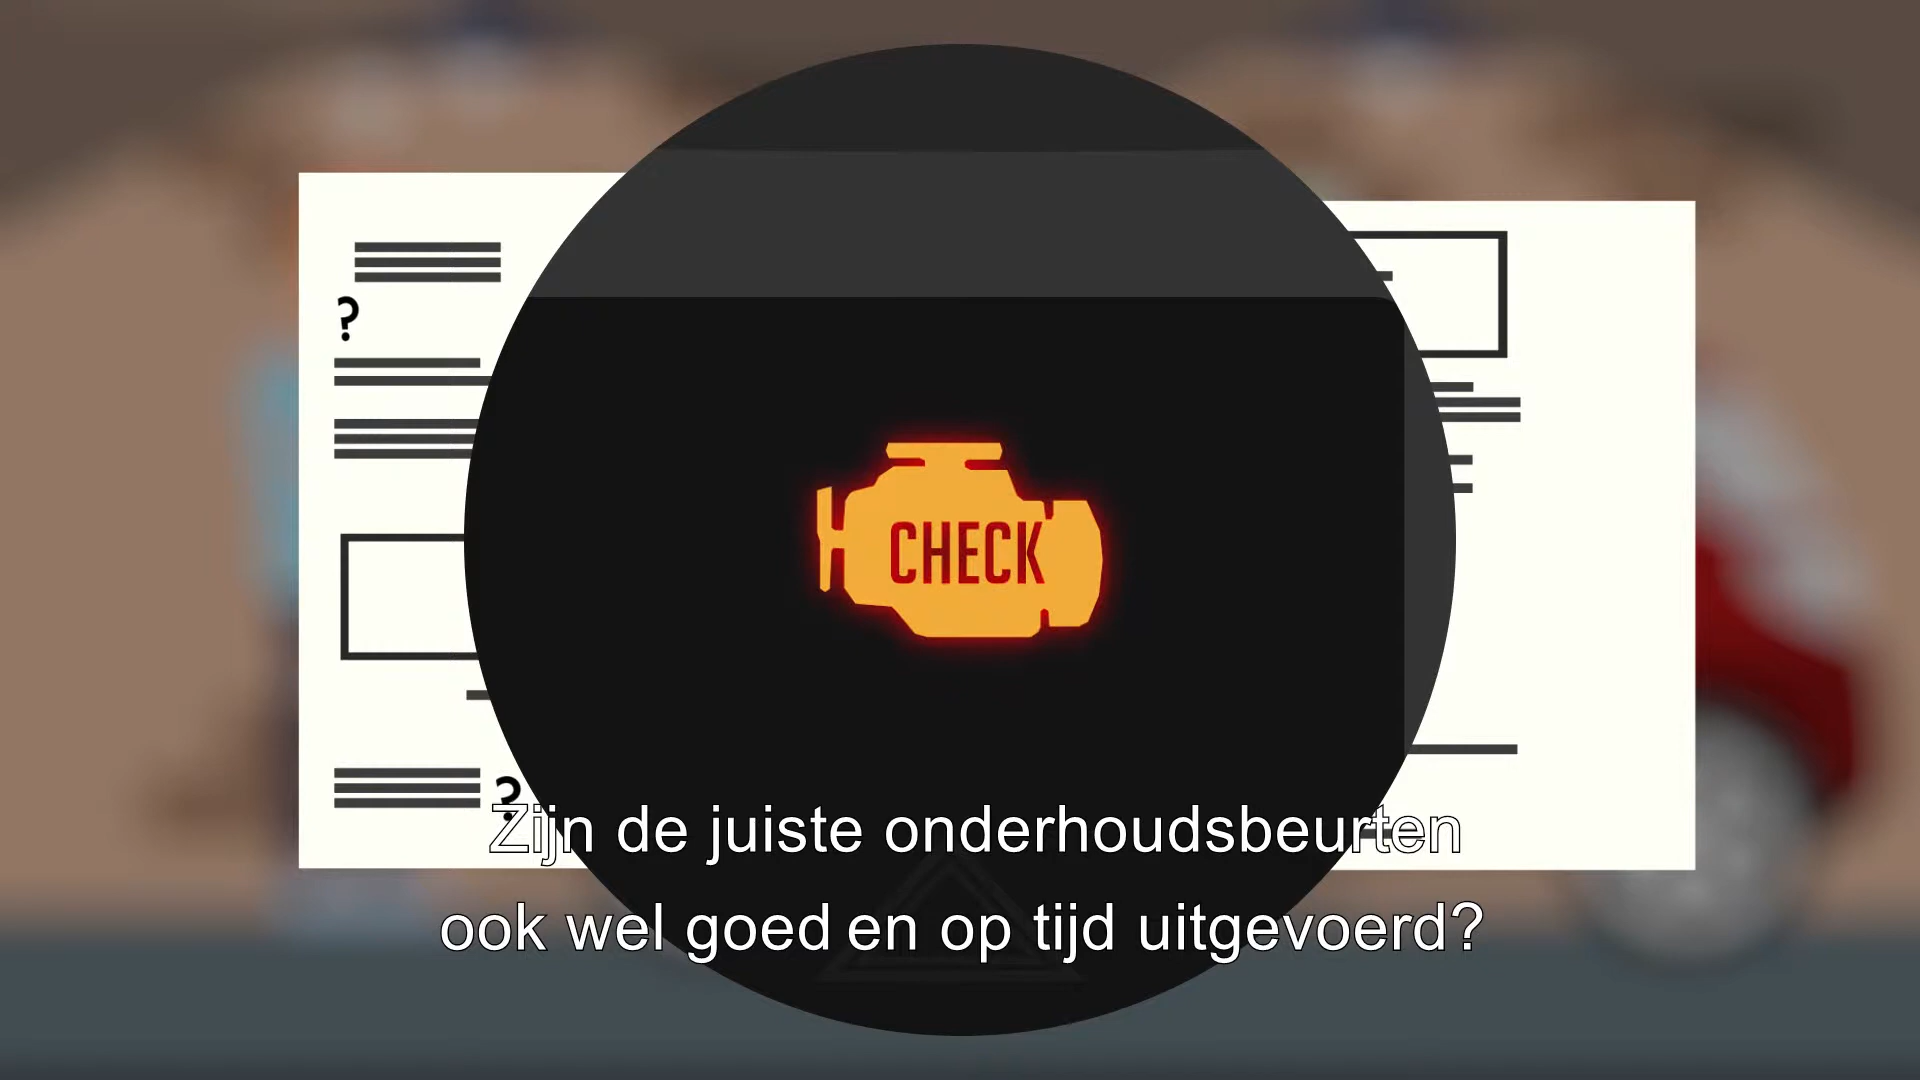 ?
CHECK
?
Zijn de juiste onderhoudsbeurten
ook wel goed en op tijd uitgevoerd?